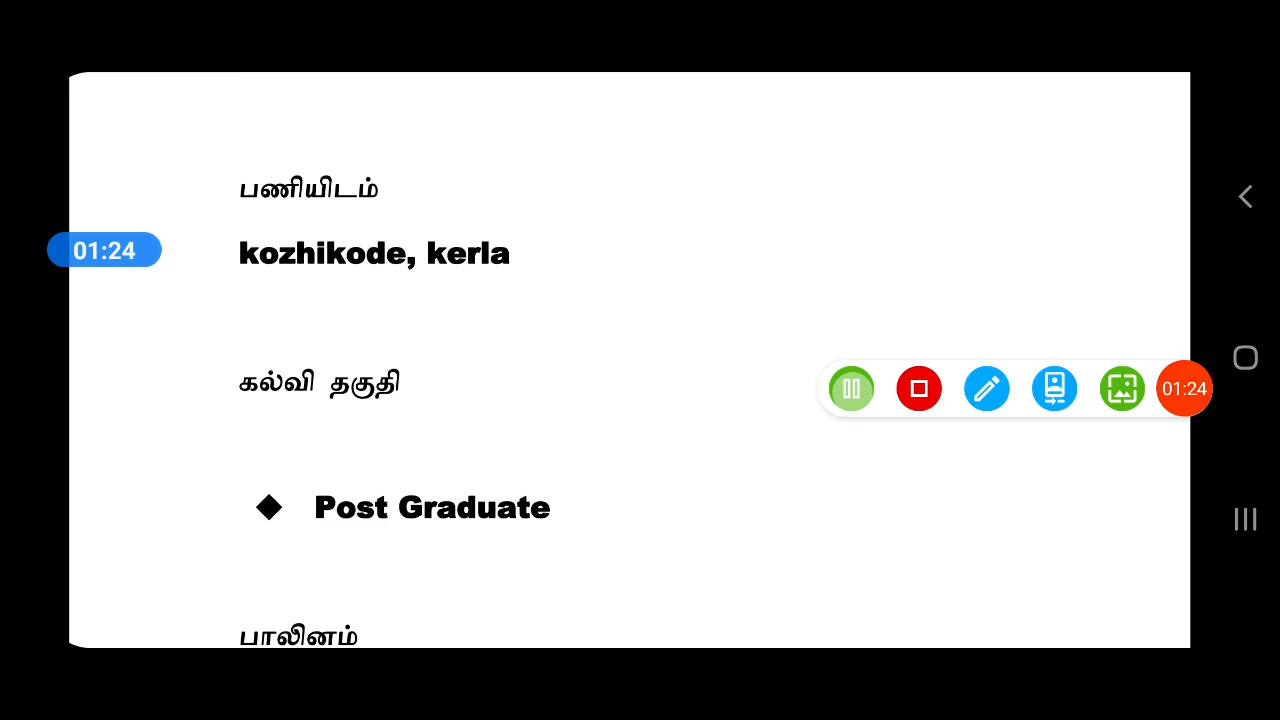 பணியிடம்
01:24
kozhikode, kerla
கல்வி தகுதி
01:24
◆ Post Graduate
பாலினம்